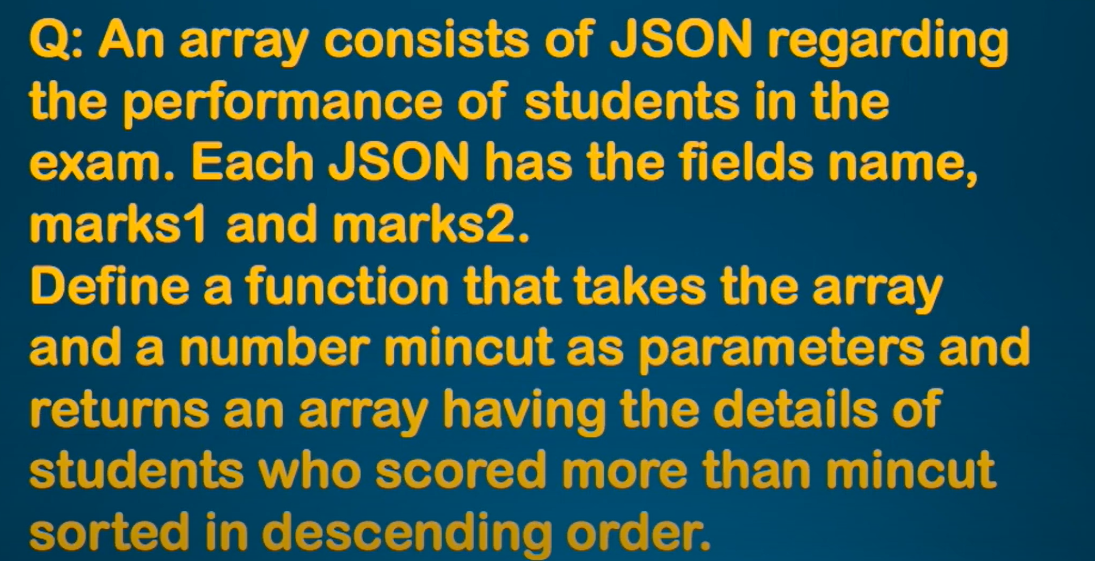 Q: An array consists of JSON regarding
the performance of students in the
exam. Each JSON has the fields name,
marks1 and marks2.
Define a function that takes the array
and a number mincut as parameters and
returns an array having the details of
students who scored more than mincut
sorted in descending order.